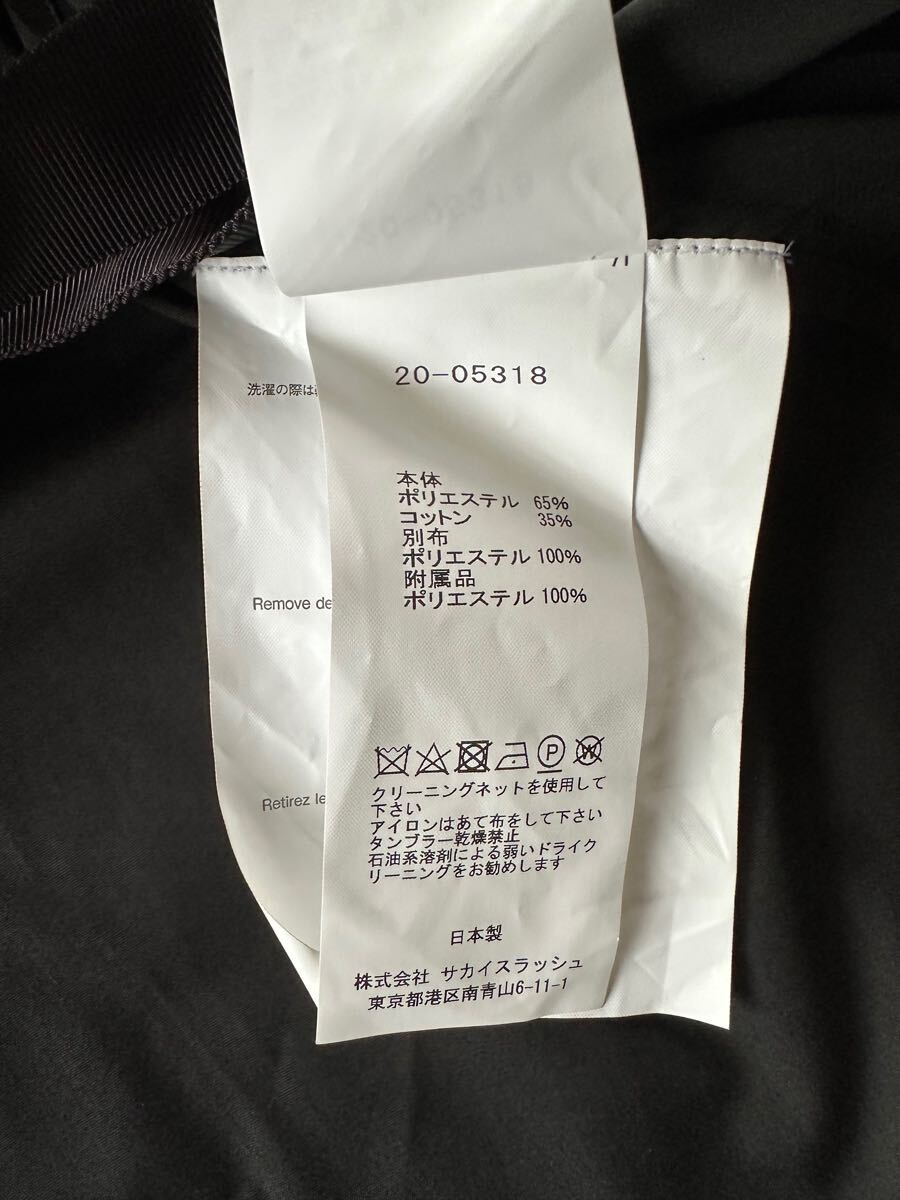 20-05318
洗濯の際は
本体
ポリエステル 65%
コットン 35%
別布
ポリエステル 100%
附属品
ポリエステル 100%
Remove de
Retirez le
P
W
クリーニングネットを使用して
下さい
アイロンはあて布をして下さい
タンブラー乾燥禁止
石油系溶剤による弱いドライク
リーニングをお勧めします
日本製
株式会社 サカイスラッシュ
東京都港区南青山6-11-1